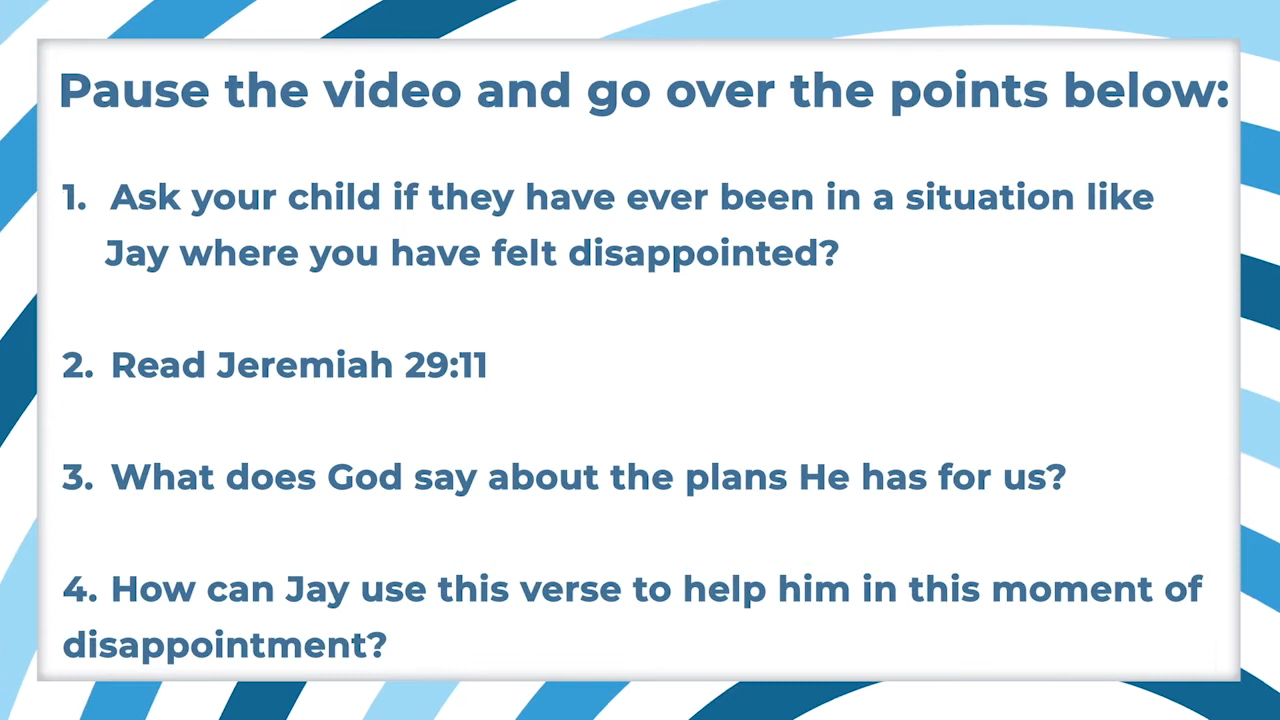 Pause the video and go over the points below:
1. Ask your child if they have ever been in a situation like
Jay where you have felt disappointed?
2. Read Jeremiah 29:11
3. What does God say about the plans He has for us?
4. How can Jay use this verse to help him in this moment of
disappointment?